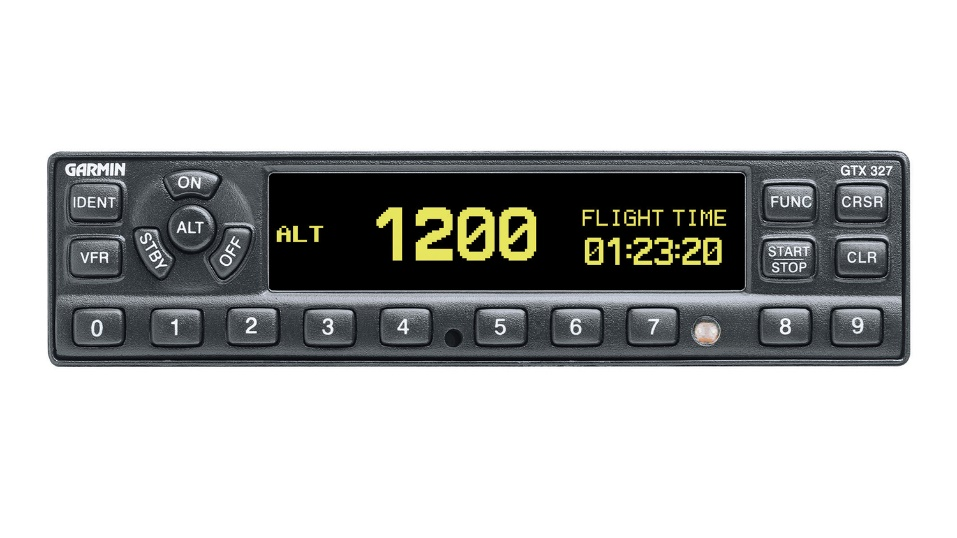 GARMIN
GTX 327
IDENT
ON
ALT
STBY
OFF
VFR
ALT
1200
FLIGHT TIME
01:23:20
FUNC
CRSR
START
STOP
CLR
0 1 2 3 4 5 6 7 8 9